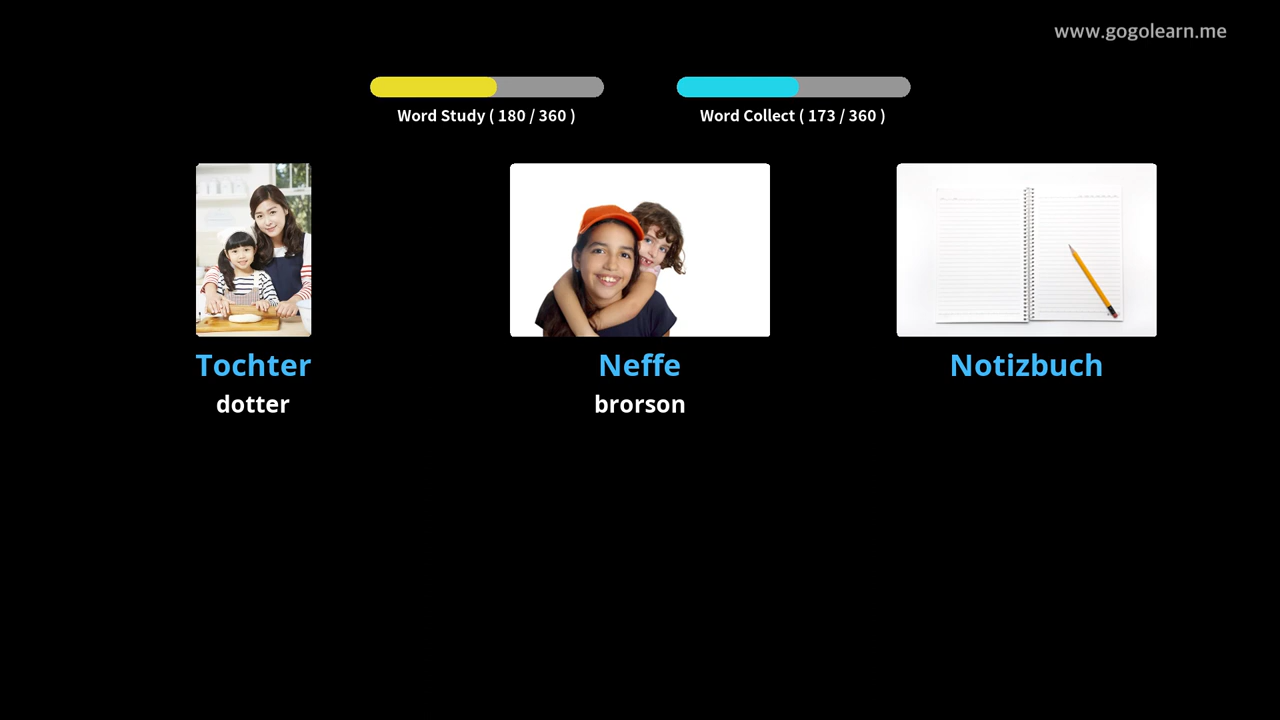 www.gogolearn.me
Word Study ( 180 / 360 )
Word Collect ( 173 / 360 )
Tochter
dotter
Neffe
brorson
Notizbuch